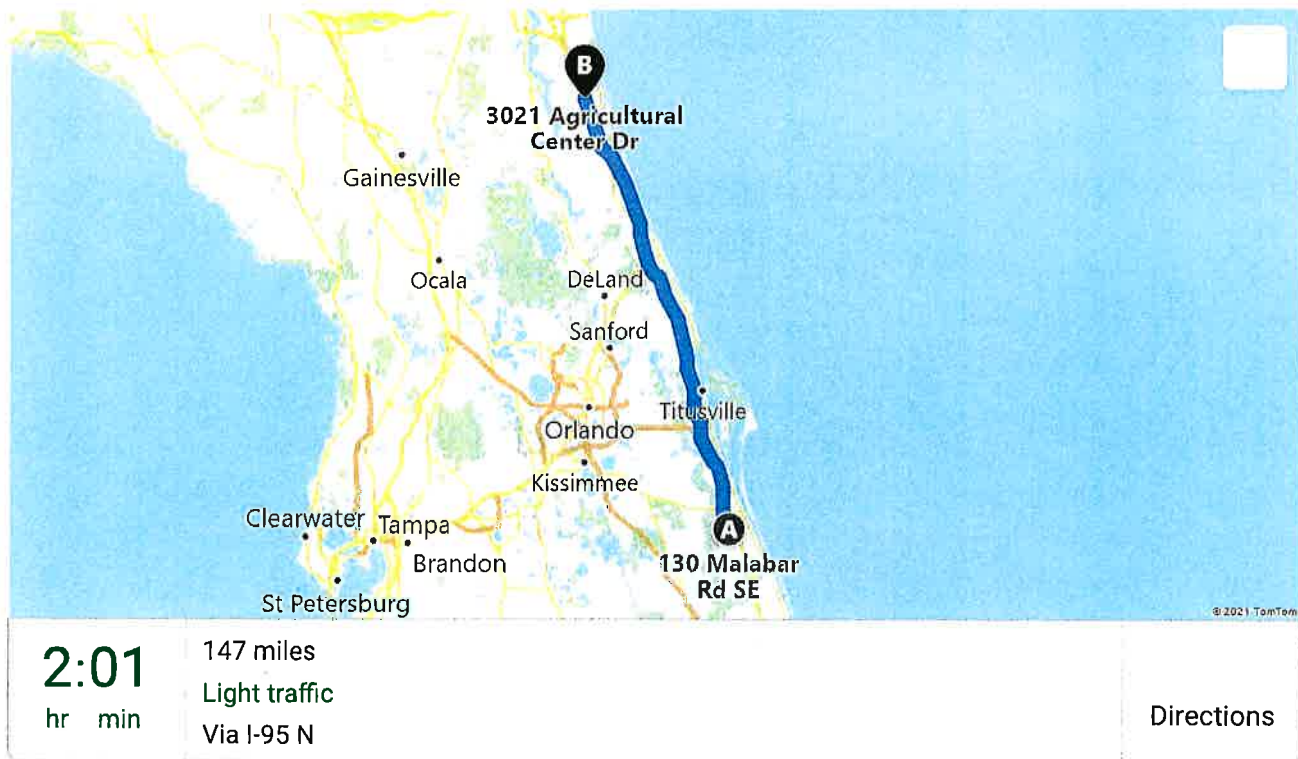 B
3021 Agricultural
Center Dr
Gainesville
Ocala
DeLand
Sanford
Titusville
Orlando
Kissimmee
Clearwater
Tampa
Brandon
A
130 Malabar
Rd SE
St Petersburg
© 2021 TomTom
2:01
hr min
147 miles
Light traffic
Via I-95 N
Directions